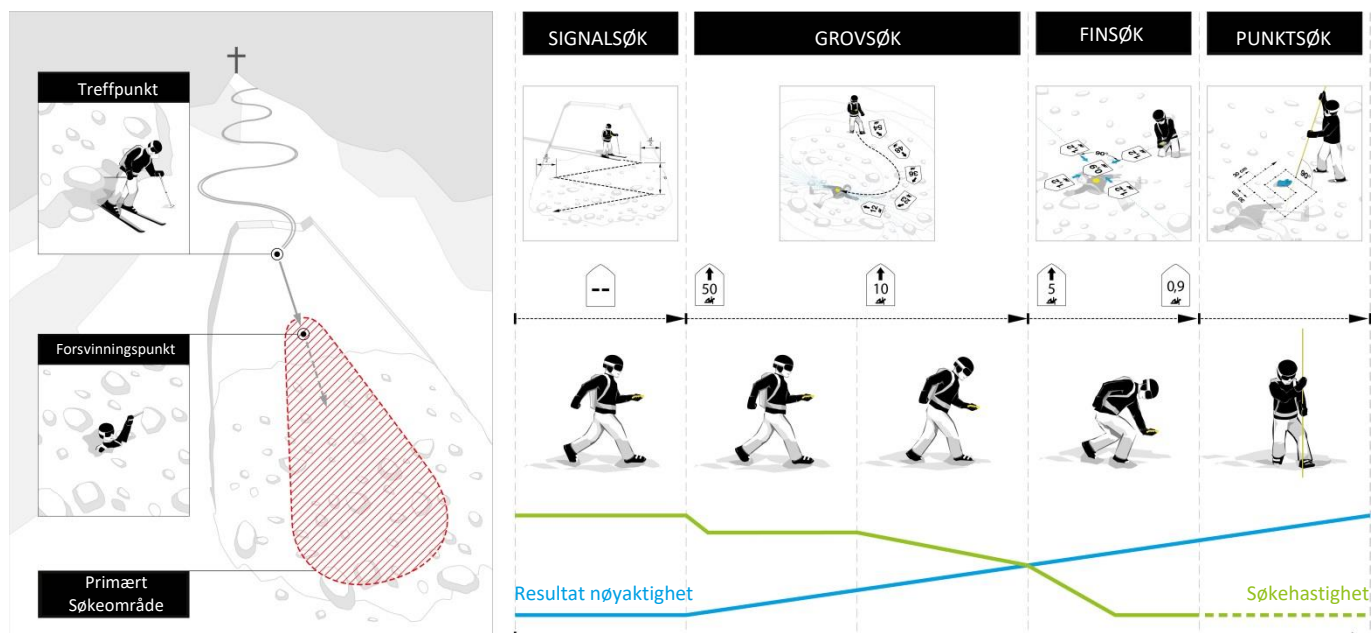 Treffpunkt
Forsvinningspunkt
Primært
Søkeområde
SIGNALSØK
GROVSØK
FINSØK
PUNKTSØK
--
50
10
5
0,9
Resultat nøyaktighet
Søkehastighet